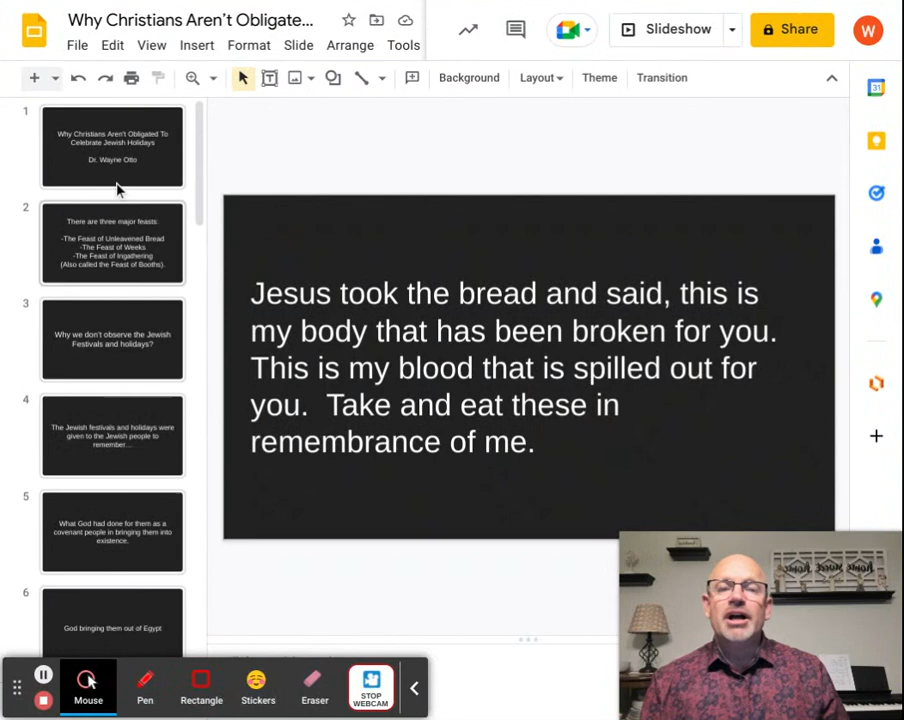 Why Christians Aren't Obligate...
File Edit View Insert Format Slide Arrange Tools
Slideshow
Share
W
Background Layout Theme Transition
31
1
Why Christians Aren't Obligated To
Celebrate Jewish Holidays
Dr. Wayne Otto
2
There are three major feasts:
-The Feast of Unleavened Bread
-The Feast of Weeks
-The Feast of Ingathering
(Also called the Feast of Booths).
3
Why we don't observe the Jewish
Festivals and holidays?
4
The Jewish festivals and holidays were
given to the Jewish people to
remember...
5
What God had done for them as a
covenant people in bringing them into
existence.
6
God bringing them out of Egypt
Jesus took the bread and said, this is
my body that has been broken for you.
This is my blood that is spilled out for
you. Take and eat these in
remembrance of me.
Mouse
Pen
Rectangle
Stickers
Eraser
STOP
WEBCAM